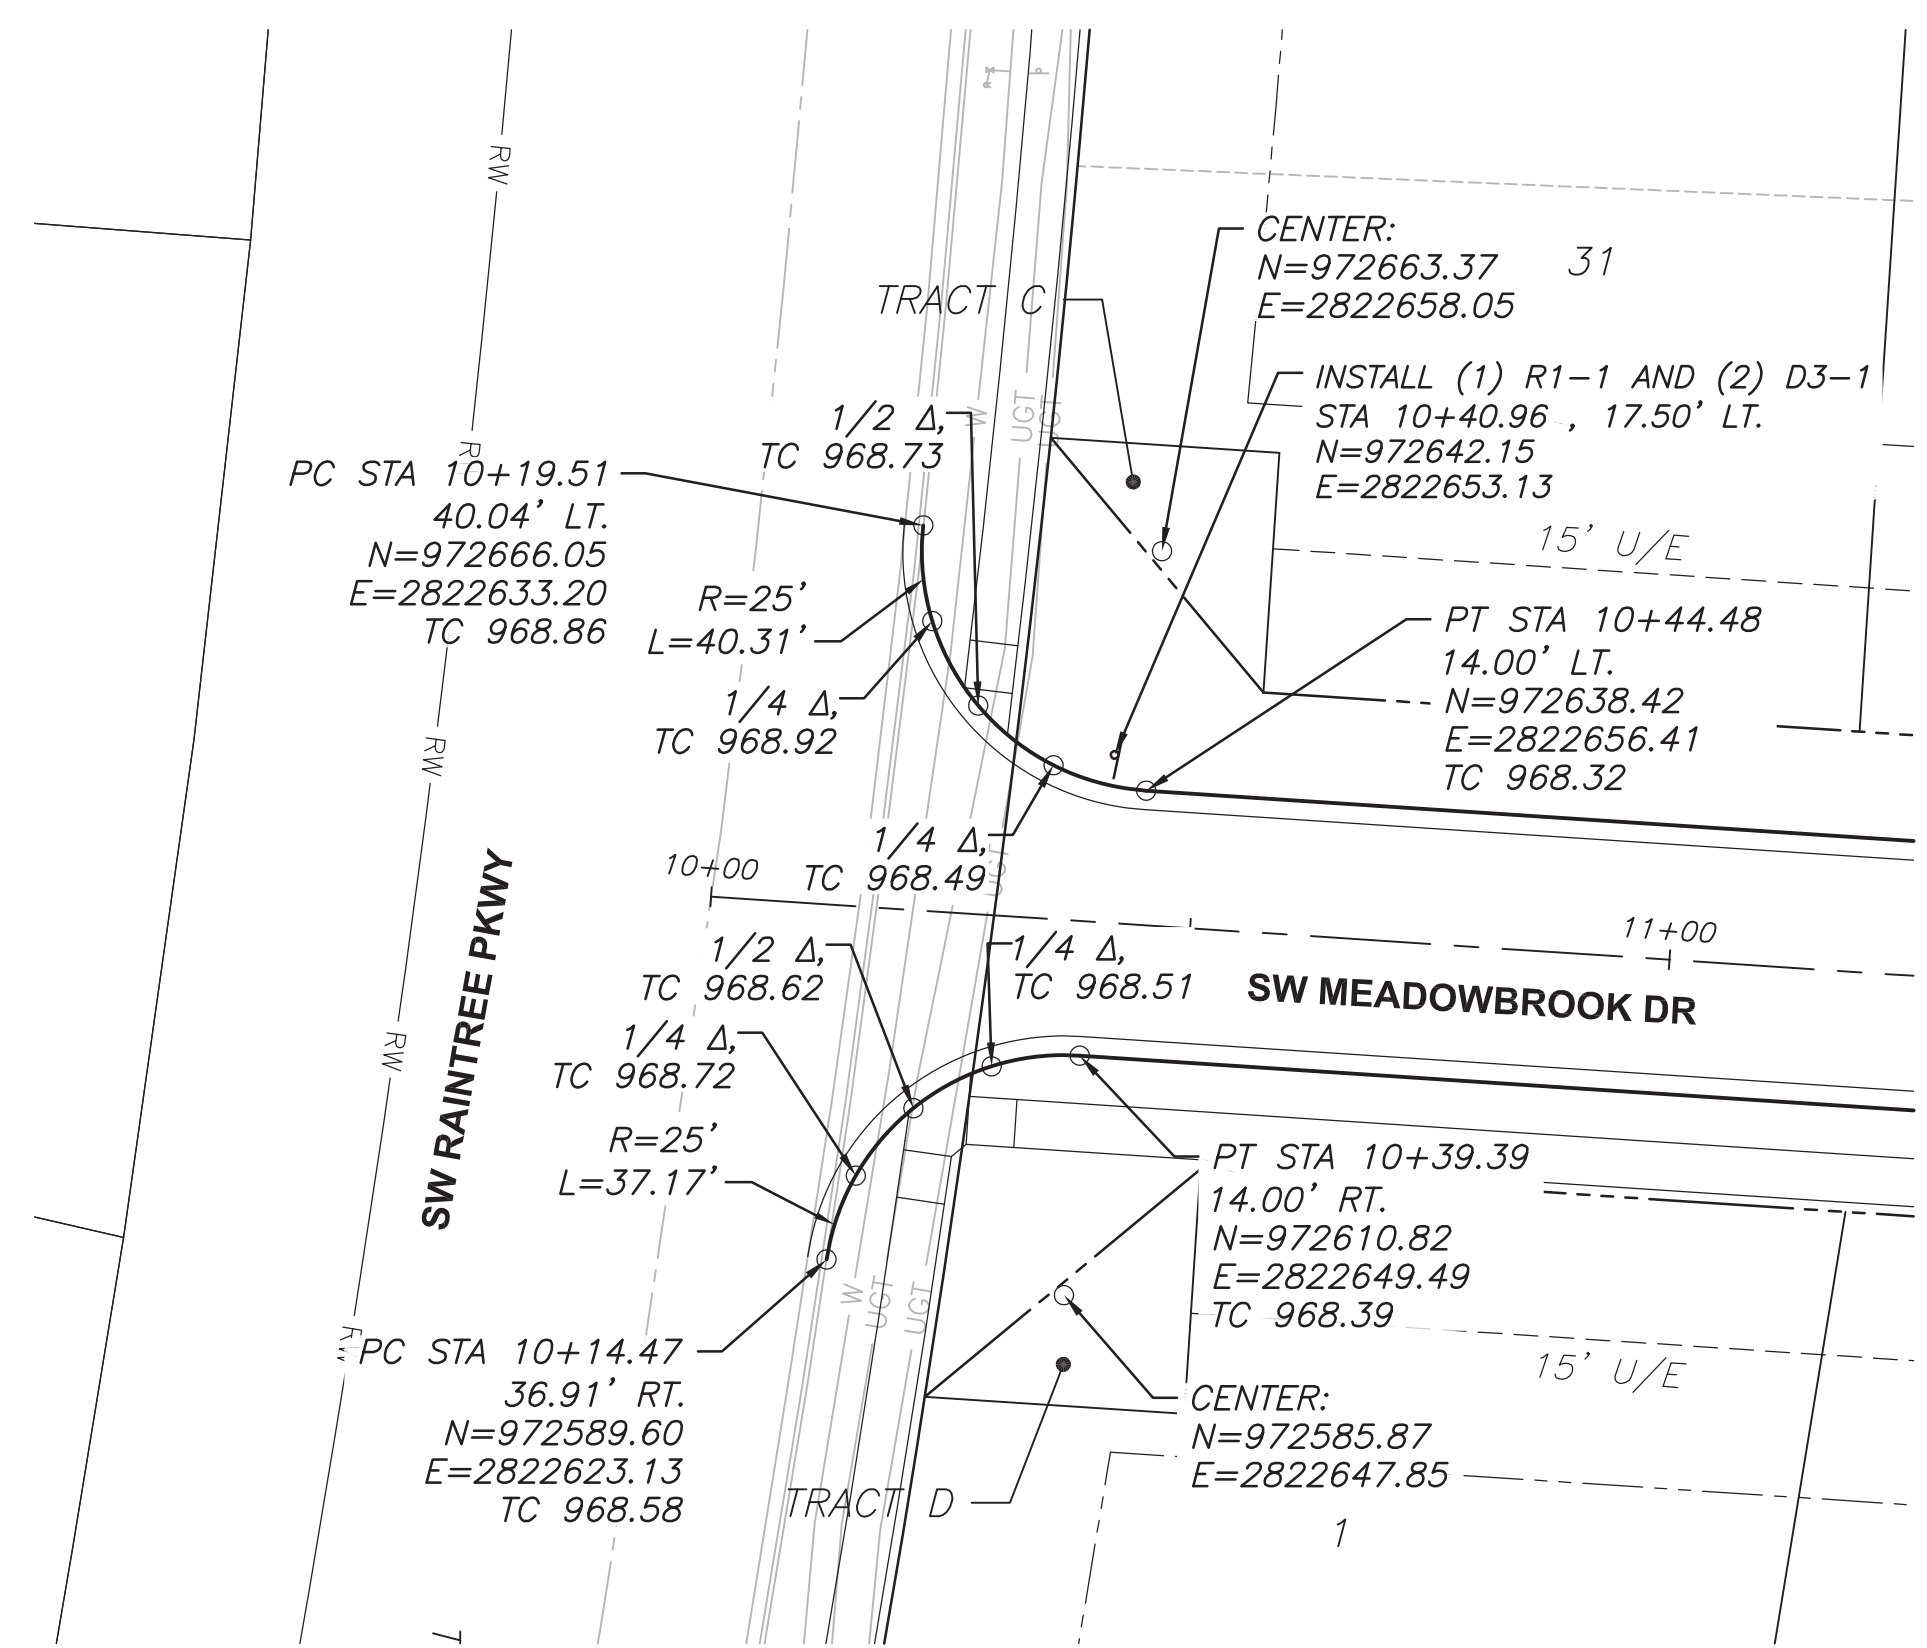 RW
CENTER:
N=972663.37
E=2822658.05
31
TRACT C
INSTALL (1) R1-1 AND (2) D3-1
STA 10+40.96 , 17.50' LT.
N=972642.15
E=2822653.13
W
UGT
UGT
1/2 Δ,
TC 968.73
PC STA 10+19.51
40.04' LT.
N=972666.05
E=2822633.20
TC 968.86
15' U/E
R=25'
L=40.31'
PT STA 10+44.48
14.00' LT.
N=972638.42
E=2822656.41
TC 968.32
1/4 Δ,
TC 968.92
RW
1/4 Δ,
TC 968.49
UGT
10+00
11+00
1/2 Δ,
TC 968.62
1/4 Δ,
TC 968.51
SW MEADOWBROOK DR
SW RAINTREE PKWY
RW
1/4 Δ,
TC 968.72
R=25'
L=37.17'
PT STA 10+39.39
14.00' RT.
N=972610.82
E=2822649.49
TC 968.39
W
UGT
UGT
PC STA 10+14.47
36.91' RT.
N=972589.60
E=2822623.13
TC 968.58
15' U/E
CENTER:
N=972585.87
E=2822647.85
TRACT D
1